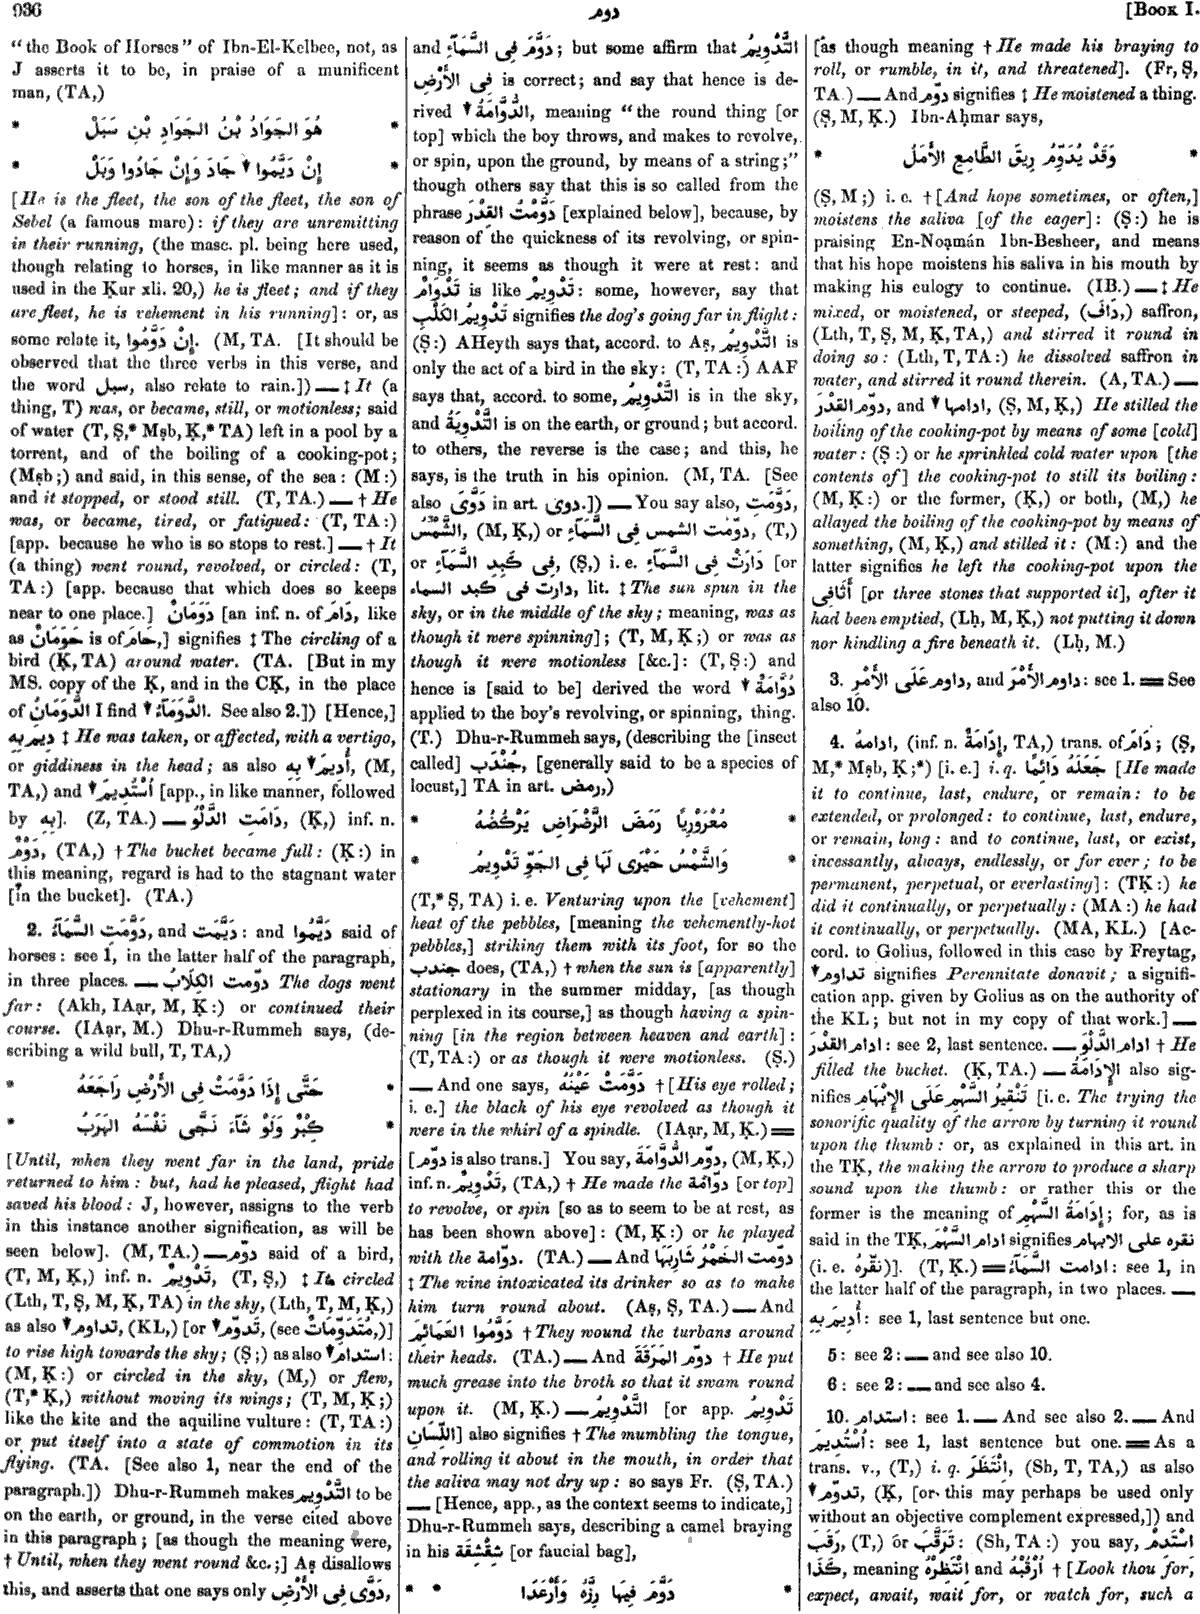 936
دوم
[BOOK I.
“the Book of Horses” of Ibn-El-Kelbee, not, as
J asserts it to be, in praise of a munificent
man, (TA,)
* هُوَ الجَوَادُ بْنُ الجَوَادِ بْنِ سَبَلْ *
* إِنْ دَيَّمُوا ♦ جَادَ وَإِنْ جَادُوا وَبَلْ *
[He is the fleet, the son of the fleet, the son of
Sebel (a famous mare): if they are unremitting
in their running, (the masc. pl. being here used,
though relating to horses, in like manner as it is
used in the Ḳur xli. 20,) he is fleet; and if they
are fleet, he is vehement in his running]: or, as
some relate it, إِنْ دَوَّمُوا. (M, TA. [It should be
observed that the three verbs in this verse, and
the word سبل, also relate to rain.]) — ‡ It (a
thing, T) was, or became, still, or motionless; said
of water (T, Ṣ,* Mṣb, Ḳ,* TA) left in a pool by a
torrent, and of the boiling of a cooking-pot;
(Mṣb;) and said, in this sense, of the sea: (M:)
and it stopped, or stood still. (T, TA.) — † He
was, or became, tired, or fatigued: (T, TA:)
[app. because he who is so stops to rest.] — † It
(a thing) went round, revolved, or circled: (T,
TA:) [app. because that which does so keeps
near to one place.] دَوَمَانٌ [an inf. n. of دَامَ, like
as حَوَمَانٌ is of حَامَ,] signifies ‡ The circling of a
bird (Ḳ, TA) around water. (TA. [But in my
MS. copy of the Ḳ, and in the CḲ, in the place
of الدَّوَمَانُ I find ♦ الدَّوَمَآءُ. See also 2.]) [Hence,]
دِيمَ بِهِ ‡ He was taken, or affected, with a vertigo,
or giddiness in the head; as also ♦ أُدِيمَ بِهِ, (M,
TA,) and ♦ اُسْتُدِيمَ [app., in like manner, followed
by بِهِ]. (Z, TA.) — دَامَتِ الدَّلْوُ, (Ḳ,) inf. n.
دَوْمٌ, (TA,) † The bucket became full: (Ḳ:) in
this meaning, regard is had to the stagnant water
[in the bucket]. (TA.)
2. دَوَّمَتِ السَّمَآءُ, and دَيَّمَتْ: and دَيَّمُوا said of
horses: see 1, in the latter half of the paragraph,
in three places. — دوّمت الكِلَابُ The dogs went
far: (Akh, IAạr, M, Ḳ:) or continued their
course. (IAạr, M.) Dhu-r-Rummeh says, (de-
scribing a wild bull, T, TA,)
* حَتَّى إِذَا دَوَّمَتْ فِى الأَرْضِ رَاجَعَهُ *
* كِبْرٌ وَلَوْ شَآءَ نَجَّى نَفْسَهُ الهَرَبُ *
[Until, when they went far in the land, pride
returned to him: but, had he pleased, flight had
saved his blood: J, however, assigns to the verb
in this instance another signification, as will be
seen below]. (M, TA.) — دوّم said of a bird,
(T, M, Ḳ,) inf. n. تَدْوِيمٌ, (T, Ṣ,) ‡ It circled
(Lth, T, Ṣ, M, Ḳ, TA) in the sky, (Lth, T, M, Ḳ,)
as also ♦ تداوم, (KL,) [or ♦ تَدوّم, (see مُتَدَوِّمَاتٌ,)]
to rise high towards the sky; (Ṣ;) as also ♦ استدام:
(M, Ḳ:) or circled in the sky, (M,) or flew,
(T,* Ḳ,) without moving its wings; (T, M, Ḳ;)
like the kite and the aquiline vulture: (T, TA:)
or put itself into a state of commotion in its
flying. (TA. [See also 1, near the end of the
paragraph.]) Dhu-r-Rummeh makes التَّدْوِيم to be
on the earth, or ground, in the verse cited above
in this paragraph; [as though the meaning were,
† Until, when they went round &c.;] Aṣ disallows
this, and asserts that one says only دَوَّى فِى الأَرْضِ,
and دَوَّمَ فِى السَّمَآءِ; but some affirm that التَّدْوِيمُ
فِى الأَرْضِ is correct; and say that hence is de-
rived ♦ الدُّوَّامَةُ, meaning “the round thing [or
top] which the boy throws, and makes to revolve,
or spin, upon the ground, by means of a string;”
though others say that this is so called from the
phrase دَوَّمْتُ القِدْرَ [explained below], because, by
reason of the quickness of its revolving, or spin-
ning, it seems as though it were at rest: and
تَدْوَامٌ is like تَدْوِيمٌ: some, however, say that
تَدْوِيمُ الكَلْبِ signifies the dog's going far in flight:
(Ṣ:) AHeyth says that, accord. to Aṣ, التَّدْوِيمُ is
only the act of a bird in the sky: (T, TA:) AAF
says that, accord. to some, التَّدْوِيمُ is in the sky,
and التَّدْوِيَةُ is on the earth, or ground; but accord.
to others, the reverse is the case; and this, he
says, is the truth in his opinion. (M, TA. [See
also دَوَّى in art. دوى.]) — You say also, دَوَّمَتِ
الشَّمْسُ, (M, Ḳ,) or دوّمت الشمس فِى السَّمَآءِ, (T,)
or فِى كَبِدِ السَّمَآءِ, (Ṣ,) i. e. دَارَتْ فِى السَّمَآءِ [or
دارت فى كبد السماء, lit. ‡ The sun spun in the
sky, or in the middle of the sky; meaning, was as
though it were spinning]; (T, M, Ḳ;) or was as
though it were motionless [&c.]: (T, Ṣ:) and
hence is [said to be] derived the word ♦ دُوَّامَةٌ
applied to the boy's revolving, or spinning, thing.
(T.) Dhu-r-Rummeh says, (describing the [insect
called] جُنْدَب, [generally said to be a species of
locust,] TA in art. رمض,)
* مُعْرَوْرِيًا رَمَضَ الرَّضْرَاضِ يَرْكُضُهُ *
* وَالشَّمْسُ حَيْرَى لَهَا فِى الجَوِّ تَدْوِيمُ *
(T,* Ṣ, TA) i. e. Venturing upon the [vehement]
heat of the pebbles, [meaning the vehemently-hot
pebbles,] striking them with its foot, for so the
جندب does, (TA,) † when the sun is [apparently]
stationary in the summer midday, [as though
perplexed in its course,] as though having a spin-
ning [in the region between heaven and earth]:
(T, TA:) or as though it were motionless. (Ṣ.)
— And one says, دَوَّمَتْ عَيْنُهُ † [His eye rolled;
i. e.] the black of his eye revolved as though it
were in the whirl of a spindle. (IAạr, M, Ḳ.) ==
[دوّم is also trans.] You say, دوّم الدُّوَّامَةَ, (M, Ḳ,)
inf. n. تَدْوِيمٌ, (TA,) † He made the دوّامة [or top]
to revolve, or spin [so as to seem to be at rest, as
has been shown above]: (M, Ḳ:) or he played
with the دوّامة. (TA.) — And دوّمت الخَمْرُ شَارِبَهَا
‡ The wine intoxicated its drinker so as to make
him turn round about. (Aṣ, Ṣ, TA.) — And
دَوَّمُوا العَمَائِمَ † They wound the turbans around
their heads. (TA.) — And دوّم المَرَقَةَ † He put
much grease into the broth so that it swam round
upon it. (M, Ḳ.) — التَّدْوِيمُ [or app. تَدْوِيمُ
اللِّسَانِ] also signifies † The mumbling the tongue,
and rolling it about in the mouth, in order that
the saliva may not dry up: so says Fr. (Ṣ, TA.)
— [Hence, app., as the context seems to indicate,]
Dhu-r-Rummeh says, describing a camel braying
in his شِقْشِقَة [or faucial bag],
* دَوَّمَ فِيهَا رِزُّهُ وَأَرْعَدَا * *
[as though meaning † He made his braying to
roll, or rumble, in it, and threatened]. (Fr, Ṣ,
TA.) — And دوّم signifies ‡ He moistened a thing.
(Ṣ, M, Ḳ.) Ibn-Aḥmar says,
* وَقَدْ يُدَوِّمُ رِيقَ الطَّامِعِ الأَمَلُ *
(Ṣ, M;) i. e. † [And hope sometimes, or often,]
moistens the saliva [of the eager]: (Ṣ:) he is
praising En-Noạmán Ibn-Besheer, and means
that his hope moistens his saliva in his mouth by
making his eulogy to continue. (IB.) — ‡ He
mixed, or moistened, or steeped, (دَافَ,) saffron,
(Lth, T, Ṣ, M, Ḳ, TA,) and stirred it round in
doing so: (Lth, T, TA:) he dissolved saffron in
water, and stirred it round therein. (A, TA.) —
دوّم القِدْرَ, and ♦ ادامها, (Ṣ, M, Ḳ,) He stilled the
boiling of the cooking-pot by means of some [cold]
water: (Ṣ:) or he sprinkled cold water upon [the
contents of] the cooking-pot to still its boiling:
(M, Ḳ:) or the former, (Ḳ,) or both, (M,) he
allayed the boiling of the cooking-pot by means of
something, (M, Ḳ,) and stilled it: (M:) and the
latter signifies he left the cooking-pot upon the
أَثَافِى [or three stones that supported it], after it
had been emptied, (Lḥ, M, Ḳ,) not putting it down
nor kindling a fire beneath it. (Lḥ, M.)
3. داوم عَلَى الأَمْرِ, and داوم الأَمْرَ: see 1. == See
also 10.
4. ادامهُ, (inf. n. إِدَامَةٌ, TA,) trans. of دَامَ; (Ṣ,
M,* Mṣb, Ḳ;*) [i. e.] i. q. جَعَلَهُ دَائِمًا [He made
it to continue, last, endure, or remain: to be
extended, or prolonged: to continue, last, endure,
or remain, long: and to continue, last, or exist,
incessantly, always, endlessly, or for ever; to be
permanent, perpetual, or everlasting]: (TḲ:) he
did it continually, or perpetually: (MA:) he had
it continually, or perpetually. (MA, KL.) [Ac-
cord. to Golius, followed in this case by Freytag,
♦ تداوم signifies Perennitate donavit; a signifi-
cation app. given by Golius as on the authority of
the KL; but not in my copy of that work.] —
ادام القِدْرَ: see 2, last sentence. — ادام الدَّلْوَ † He
filled the bucket. (Ḳ, TA.) — الإِدَامَةُ also sig-
nifies تَنْقِيرُ السَّهْمِ عَلَى الإِبْهَامِ [i. e. The trying the
sonorific quality of the arrow by turning it round
upon the thumb: or, as explained in this art. in
the TḲ, the making the arrow to produce a sharp
sound upon the thumb: or rather this or the
former is the meaning of إِدَامَةُ السَّهْمِ; for, as is
said in the TḲ, ادام السَّهْمَ signifies نقره على الابهام
(i. e. نقّرهُ)]. (T, Ḳ.) == ادامت السَّمَآءُ: see 1, in
the latter half of the paragraph, in two places. —
أُدِيمَ بِهِ: see 1, last sentence but one.
5: see 2: — and see also 10.
6: see 2: — and see also 4.
10. استدام: see 1. — And see also 2. — And
اُسْتُدِيمَ: see 1, last sentence but one. == As a
trans. v., (T,) i. q. اِنْتَظَرَ, (Sh, T, TA,) as also
♦ تدوّم, (Ḳ, [or this may perhaps be used only
without an objective complement expressed,]) and
رَقَبَ, (T,) or تَرَقَّبَ: (Sh, TA:) you say, اِسْتَدِمْ
كَذَا, meaning اِنْتَظِرْهُ and اُرْقُبْهُ † [Look thou for,
expect, await, wait for, or watch for, such a